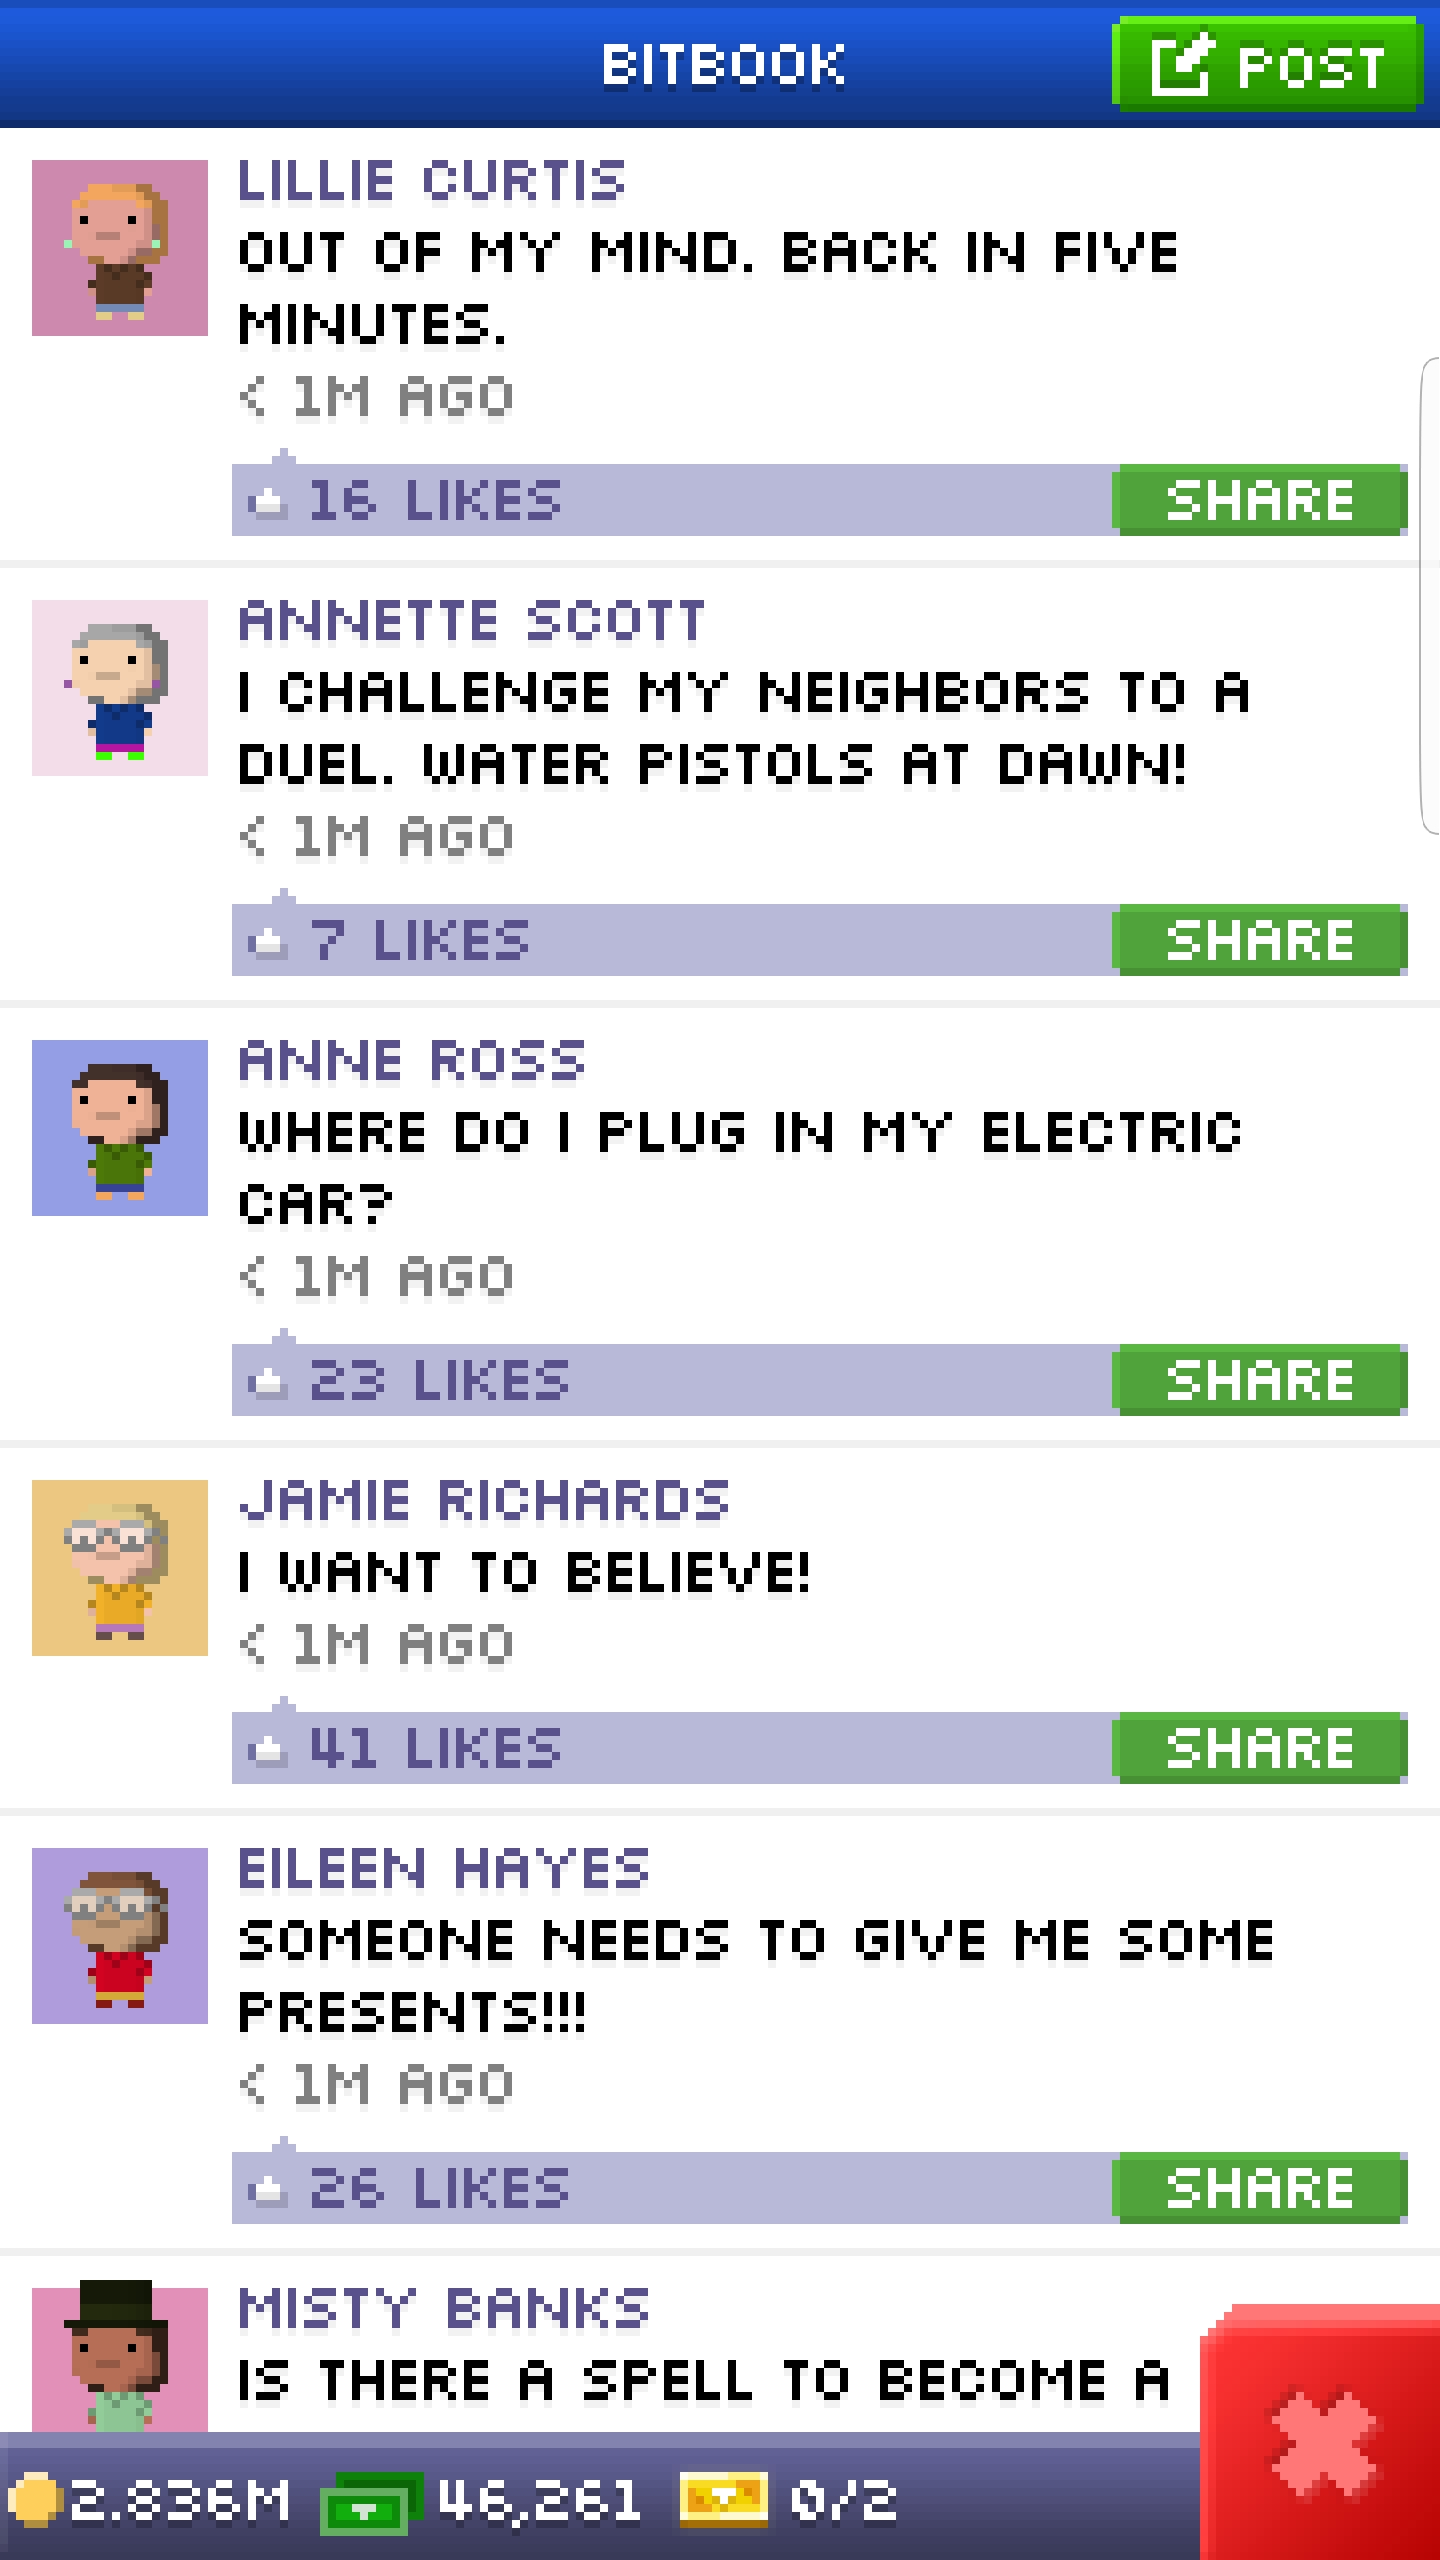 BITBOOK
POST
LILLIE CURTIS
OUT OF MY MIND. BACK IN FIVE
MINUTES.
< 1M AGO
16 LIKES
SHARE
ANNETTE SCOTT
I CHALLENGE MY NEIGHBORS TO A
DUEL. WATER PISTOLS AT DAWN!
< 1M AGO
7 LIKES
SHARE
ANNE ROSS
WHERE DO I PLUG IN MY ELECTRIC
CAR?
< 1M AGO
23 LIKES
SHARE
JAMIE RICHARDS
I WANT TO BELIEVE!
< 1M AGO
41 LIKES
SHARE
EILEEN HAYES
SOMEONE NEEDS TO GIVE ME SOME
PRESENTS!!!
< 1M AGO
26 LIKES
SHARE
MISTY BANKS
IS THERE A SPELL TO BECOME A
2.836M 46,261 0/2